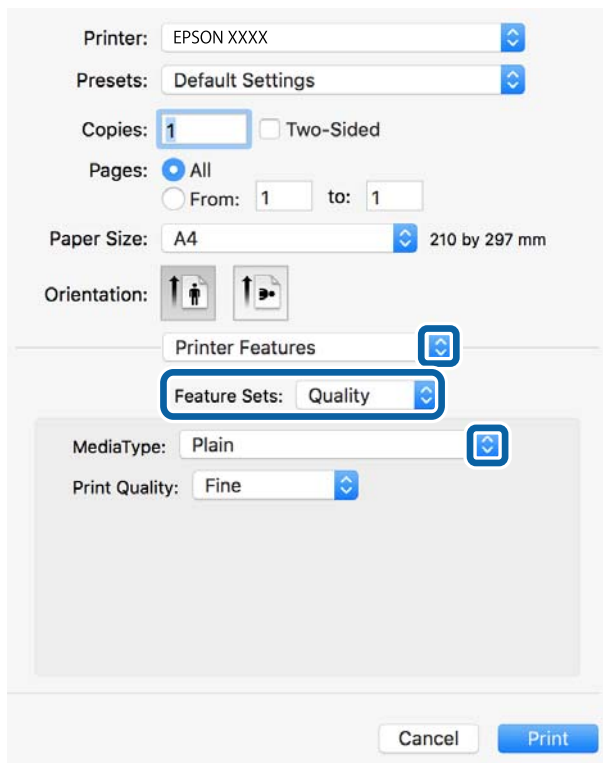 Printer: EPSON XXXX
Presets: Default Settings
Copies: 1 Two-Sided
Pages: All
From: 1 to: 1
Paper Size: A4 210 by 297 mm
Orientation:
Printer Features
Feature Sets: Quality
MediaType: Plain
Print Quality: Fine
Cancel Print